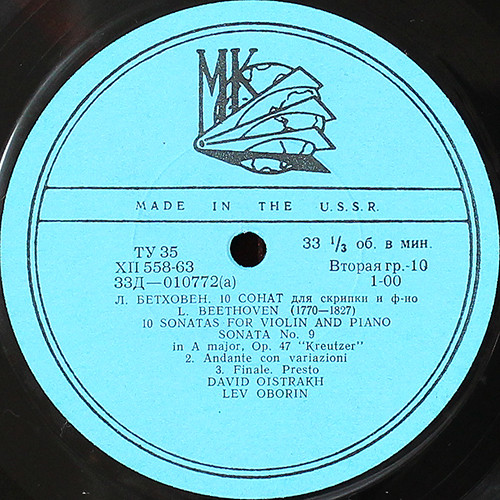 МК
MADE IN THE U.S.S.R.
ТУ 35
33 1/3 об. в мин.
ХП 558-63
Вторая гр.-10
33Д—010772(а)
1-00
Л. БЕТХОВЕН. 10 СОНАТ для скрипки и ф-но
L. BEETHOVEN (1770—1827)
10 SONATAS FOR VIOLIN AND PIANO
SONATA No. 9
in A major, Op. 47 "Kreutzer"
2. Andante con variazioni
3. Finale. Presto
DAVID OISTRAKH
LEV OBORIN